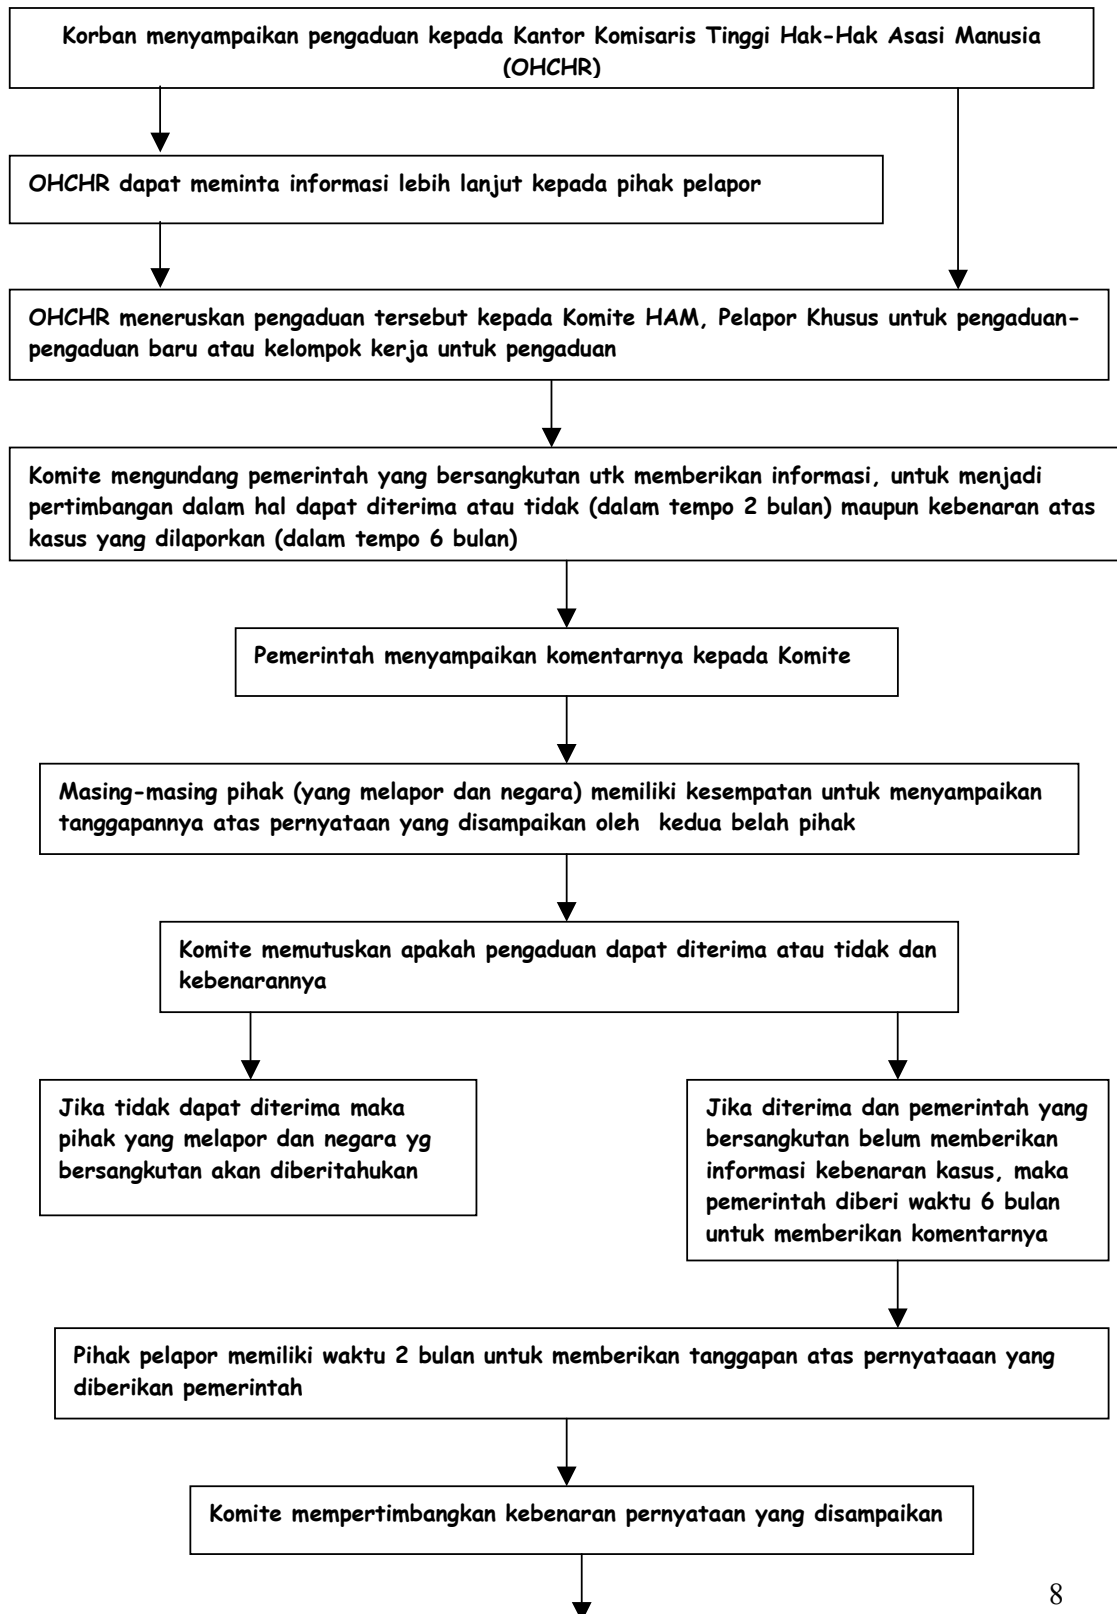 Korban menyampaikan pengaduan kepada Kantor Komisaris Tinggi Hak-Hak Asasi Manusia
(OHCHR)
OHCHR dapat meminta informasi lebih lanjut kepada pihak pelapor
OHCHR meneruskan pengaduan tersebut kepada Komite HAM, Pelapor Khusus untuk pengaduan-
pengaduan baru atau kelompok kerja untuk pengaduan
Komite mengundang pemerintah yang bersangkutan utk memberikan informasi, untuk menjadi
pertimbangan dalam hal dapat diterima atau tidak (dalam tempo 2 bulan) maupun kebenaran atas
kasus yang dilaporkan (dalam tempo 6 bulan)
Pemerintah menyampaikan komentarnya kepada Komite
Masing-masing pihak (yang melapor dan negara) memiliki kesempatan untuk menyampaikan
tanggapannya atas pernyataan yang disampaikan oleh kedua belah pihak
Komite memutuskan apakah pengaduan dapat diterima atau tidak dan
kebenarannya
Jika tidak dapat diterima maka
pihak yang melapor dan negara yg
bersangkutan akan diberitahukan
Jika diterima dan pemerintah yang
bersangkutan belum memberikan
informasi kebenaran kasus, maka
pemerintah diberi waktu 6 bulan
untuk memberikan komentarnya
Pihak pelapor memiliki waktu 2 bulan untuk memberikan tanggapan atas pernyataaan yang
diberikan pemerintah
Komite mempertimbangkan kebenaran pernyataan yang disampaikan
8